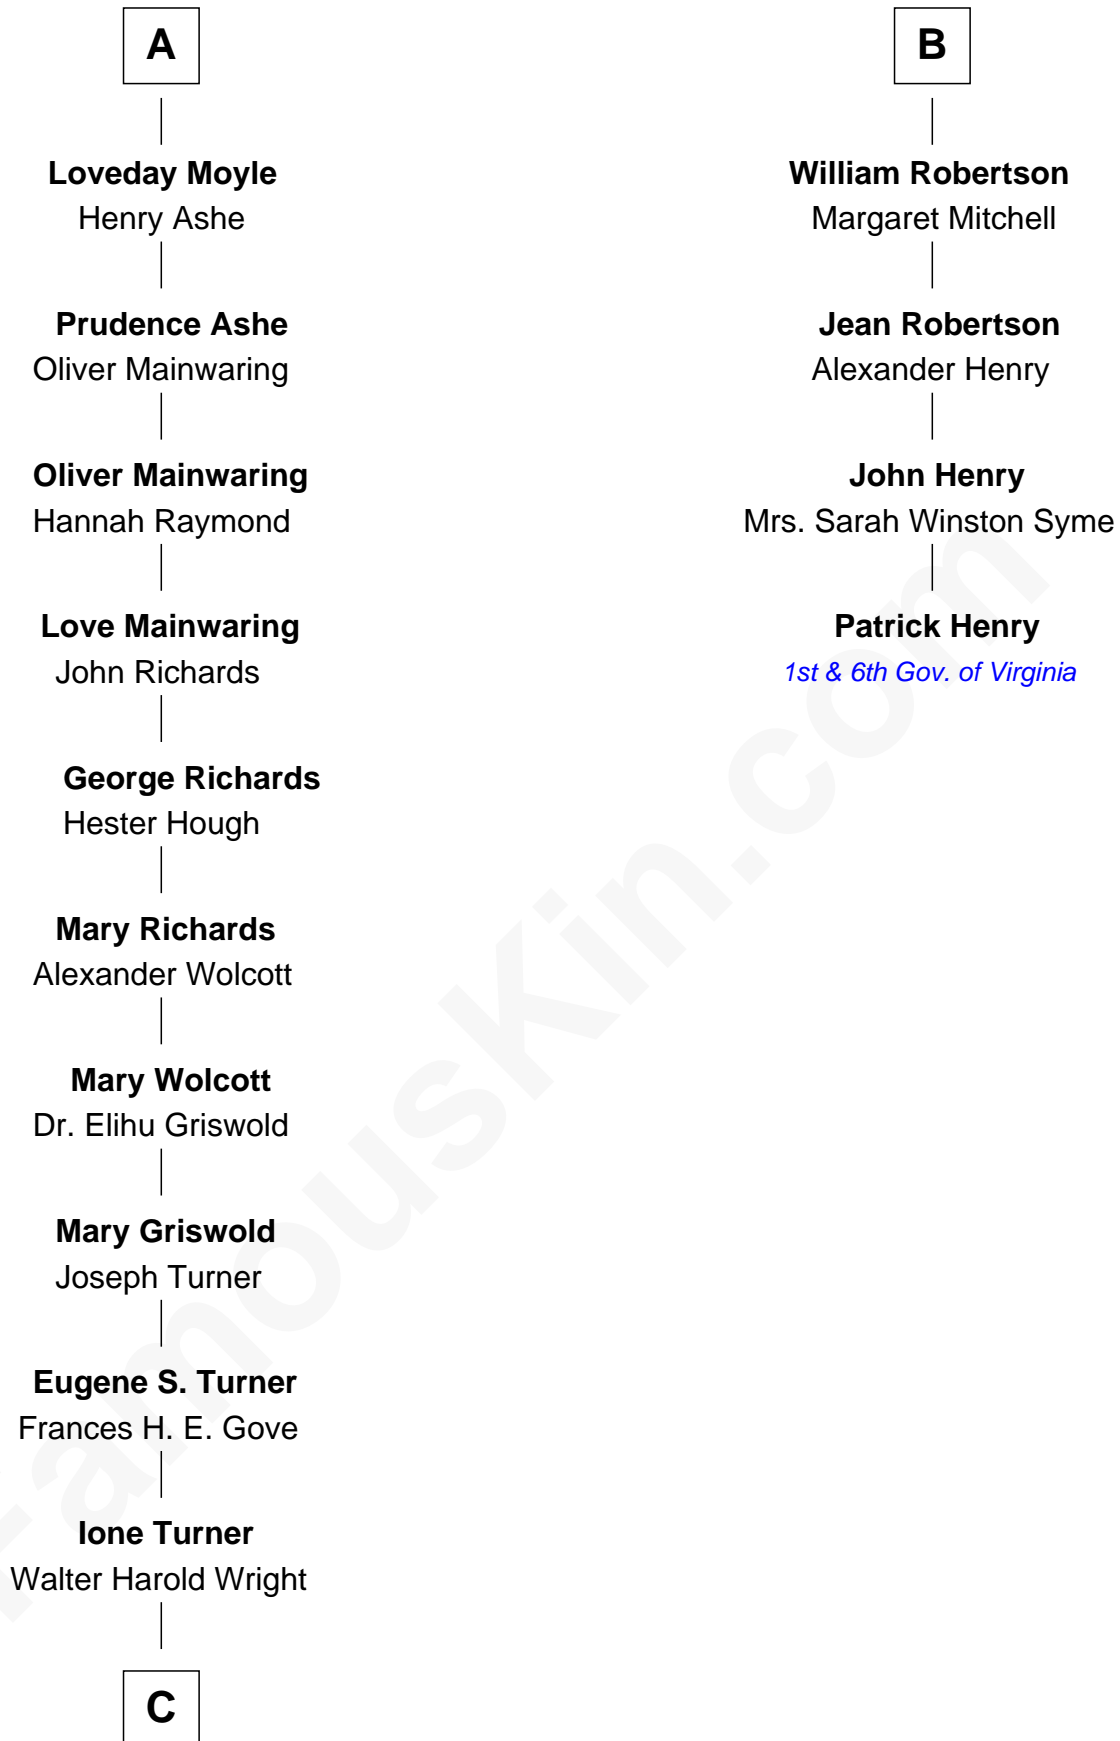 A
Loveday Moyle
Henry Ashe
Prudence Ashe
Oliver Mainwaring
Oliver Mainwaring
Hannah Raymond
Love Mainwaring
John Richards
George Richards
Hester Hough
Mary Richards
Alexander Wolcott
Mary Wolcott
Dr. Elihu Griswold
Mary Griswold
Joseph Turner
Eugene S. Turner
Frances H. E. Gove
Ione Turner
Walter Harold Wright
C
B
William Robertson
Margaret Mitchell
Jean Robertson
Alexander Henry
John Henry
Mrs. Sarah Winston Syme
Patrick Henry
1st & 6th Gov. of Virginia
FamousKin.com